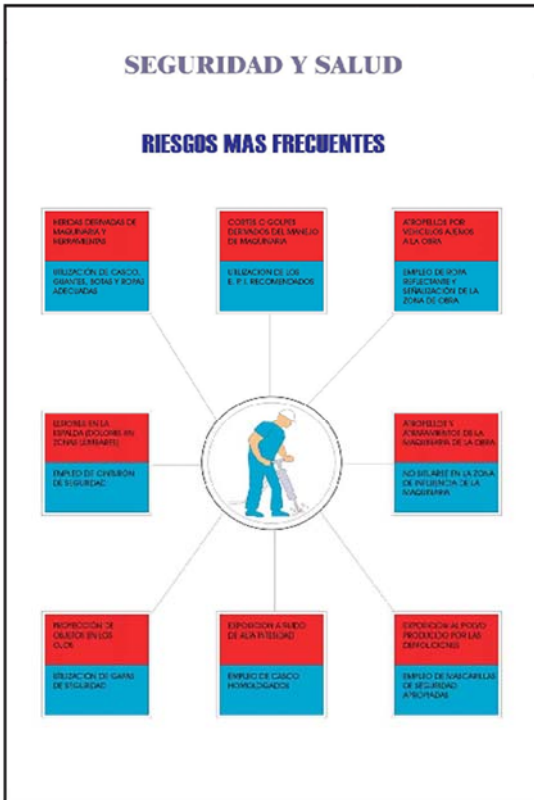 SEGURIDAD Y SALUD
RIESGOS MAS FRECUENTES
HERIDAS DERIVADAS DE
MAQUINARIA Y
HERRAMIENTAS
UTILIZACIÓN DE CASCO,
GUANTES, BOTAS Y ROPAS
ADECUADAS
CORTES O GOLPES
DERIVADOS DEL MANEJO
DE MAQUINARIA
UTILIZACIÓN DE LOS
E. P. I. RECOMENDADOS
ATROPELLOS POR
VEHICULOS AJENOS
A LA OBRA
EMPLEO DE ROPA
REFLECTANTE Y
SEÑALIZACIÓN DE LA
ZONA DE OBRA
LESIONES EN LA
ESPALDA (DOLORES EN
ZONAS LUMBARES)
EMPLEO DE CINTURON
DE SEGURIDAD
ATROPELLOS Y
ATRAPAMIENTOS DE LA
MAQUINARIA DE LA OBRA
NO SITUARSE EN LA ZONA
DE INFLUENCIA DE LA
MAQUINARIA
PROYECCIÓN DE
OBJETOS EN LOS
OJOS
UTILIZACIÓN DE GAFAS
DE SEGURIDAD
EXPOSICION A RUIDO
DE ALTA INTESIDAD
EMPLEO DE CASCO
HOMOLOGADOS
EXPOSICION AL POLVO
PRODUCIDO POR LAS
DEMOLICIONES
EMPLEO DE MASCARILLAS
DE SEGURIDAD
APROPIADAS